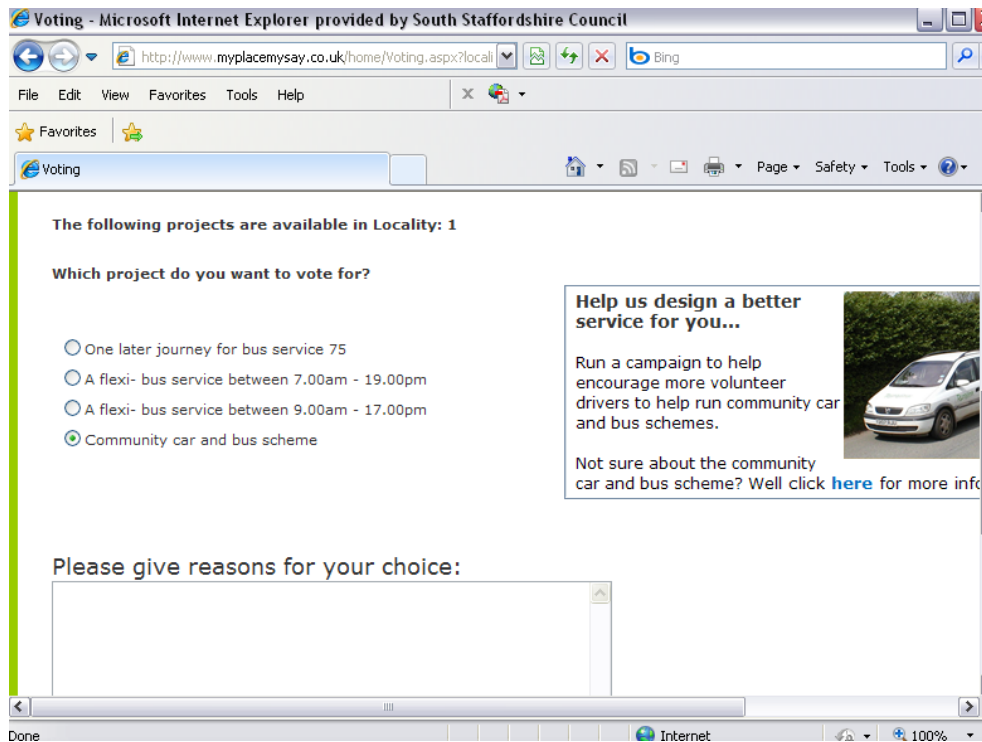 Voting - Microsoft Internet Explorer provided by South Staffordshire Council
http://www.myplacemysay.co.uk/home/Voting.aspx?locali
Bing
File Edit View Favorites Tools Help
Favorites
Voting
Page Safety Tools
The following projects are available in Locality: 1
Which project do you want to vote for?
One later journey for bus service 75
A flexi- bus service between 7.00am - 19.00pm
A flexi- bus service between 9.00am - 17.00pm
Community car and bus scheme
Help us design a better
service for you...
Run a campaign to help
encourage more volunteer
drivers to help run community car
and bus schemes.
Not sure about the community
car and bus scheme? Well click here for more info
Please give reasons for your choice:
Done
Internet
100%